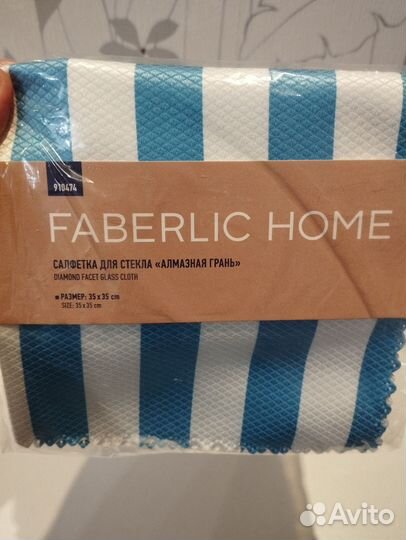 910474
FABERLIC HOME
САЛФЕТКА ДЛЯ СТЕКЛА «АЛМАЗНАЯ ГРАНЬ»
DIAMOND FACET GLASS CLOTH
■ РАЗМЕР: 35 x 35 cm
SIZE: 35 x 35 cm
Avito